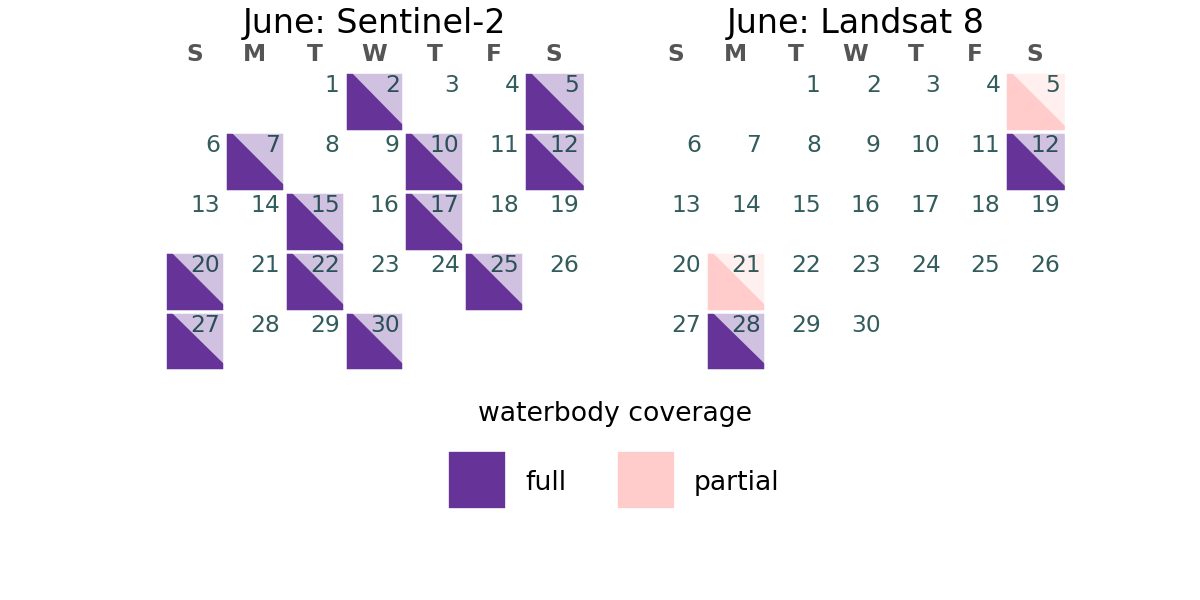 June: Sentinel-2
S M T W T F S
1 2 3 4 5
6 7 8 9 10 11 12
13 14 15 16 17 18 19
20 21 22 23 24 25 26
27 28 29 30
June: Landsat 8
S M T W T F S
1 2 3 4 5
6 7 8 9 10 11 12
13 14 15 16 17 18 19
20 21 22 23 24 25 26
27 28 29 30
waterbody coverage
full partial